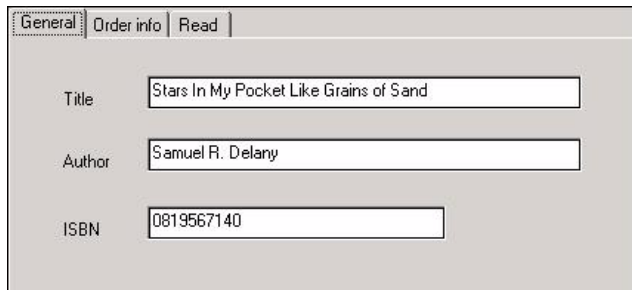 General Order info Read
Title Stars In My Pocket Like Grains of Sand
Author Samuel R. Delany
ISBN 0819567140